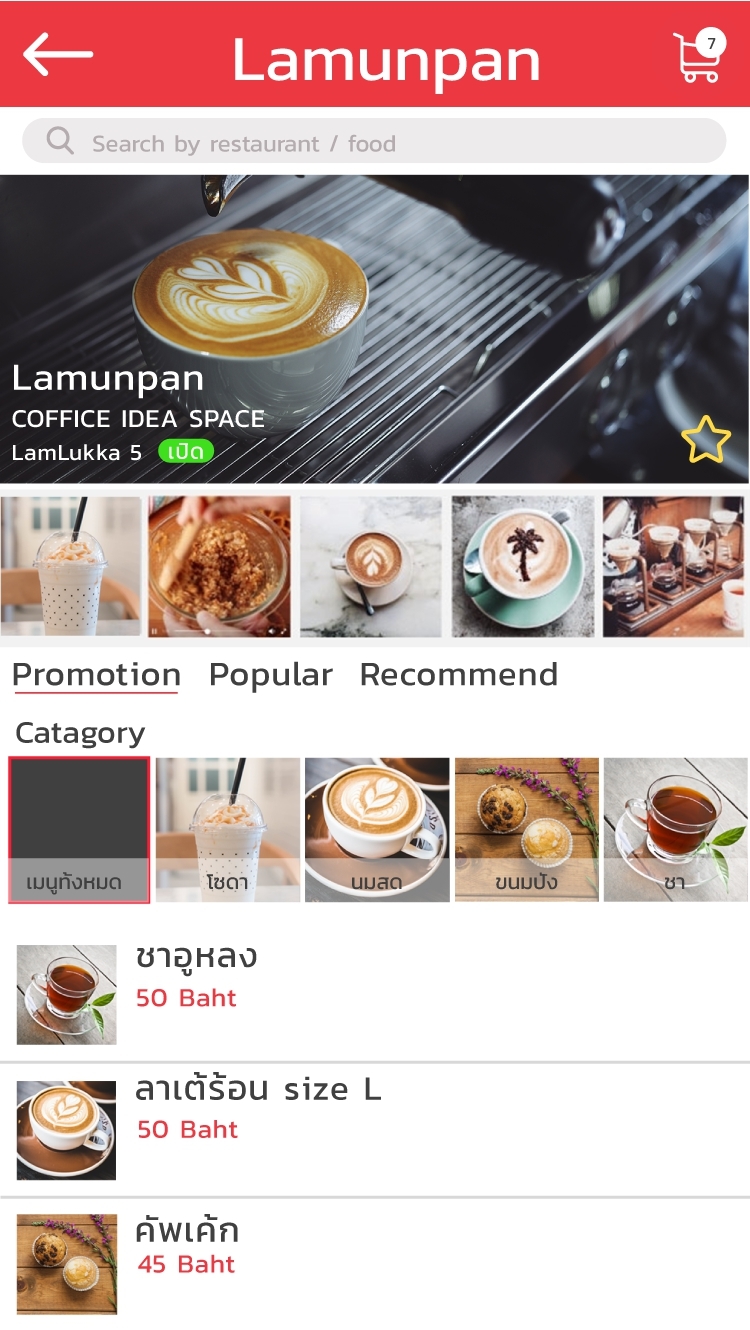 Lamunpan
7
Search by restaurant / food
Lamunpan
COFFICE IDEA SPACE
LamLukka 5 เปิด
Promotion Popular Recommend
Catagory
เมนูทั้งหมด โซดา นมสด ขนมปัง ชา
ชาอูหลง
50 Baht
ลาเต้ร้อน size L
50 Baht
คัพเค้ก
45 Baht